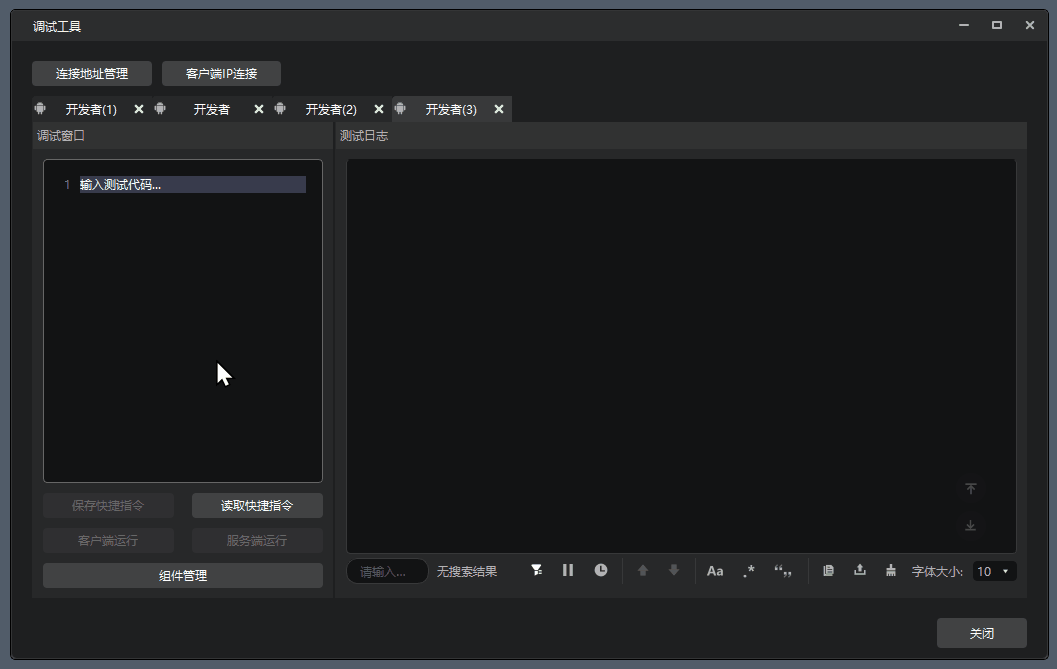 调试工具
连接地址管理 客户端IP连接
开发者(1) 开发者 开发者(2) 开发者(3)
调试窗口 测试日志
1 输入测试代码...
保存快捷指令 读取快捷指令
客户端运行 服务端运行
组件管理
请输入... 无搜索结果 Aa .* “,, 字体大小: 10
关闭